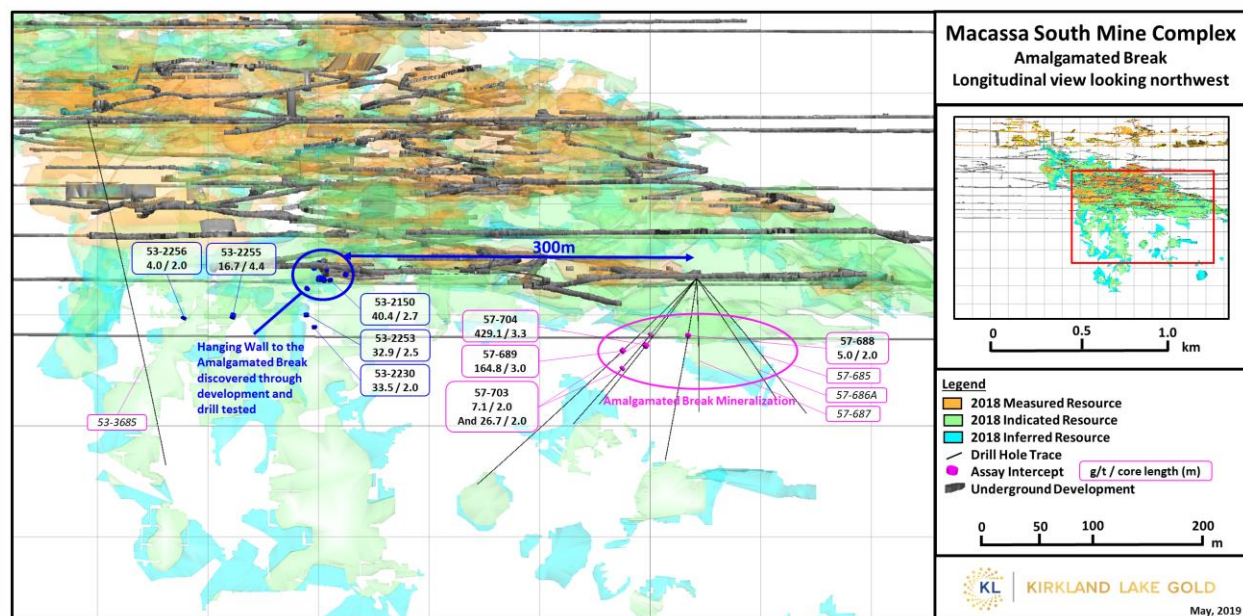 Macassa South Mine Complex
Amalgamated Break
Longitudinal view looking northwest
300m
53-2256
4.0 / 2.0
53-2255
16.7 / 4.4
53-2150
40.4 / 2.7
53-2253
32.9 / 2.5
53-2230
33.5 / 2.0
Hanging Wall to the
Amalgamated Break
discovered through
development and
drill tested
53-3685
57-704
429.1 / 3.3
57-689
164.8 / 3.0
57-703
7.1 / 2.0
And 26.7 / 2.0
57-688
5.0 / 2.0
57-685
57-686A
57-687
Amalgamated Break Mineralization
0 0.5 1.0
km
Legend
2018 Measured Resource
2018 Indicated Resource
2018 Inferred Resource
Drill Hole Trace
Assay Intercept g/t / core length (m)
Underground Development
0 50 100 200
m
KL KIRKLAND LAKE GOLD
May, 2019